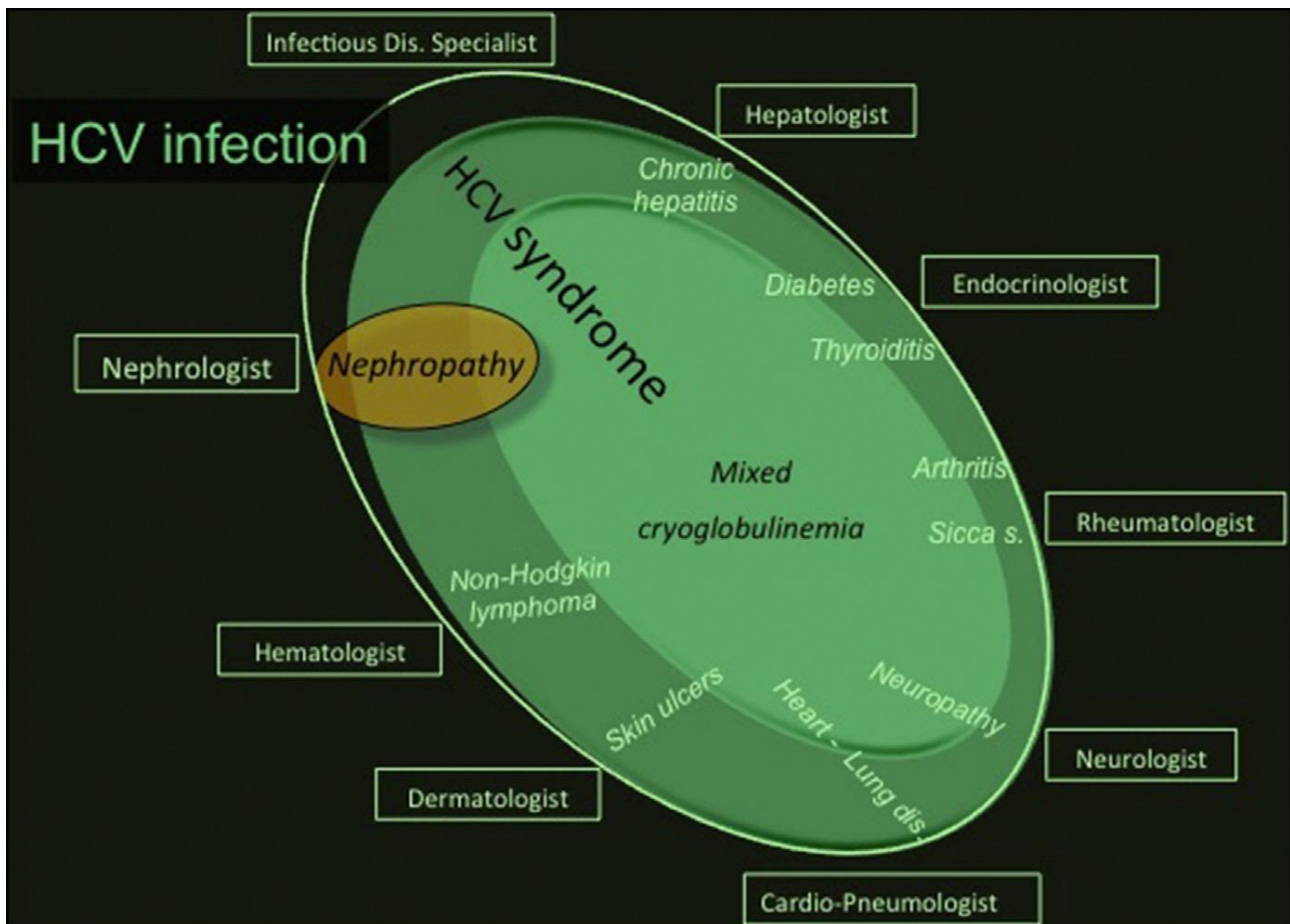 Infectious Dis. Specialist
HCV infection
Hepatologist
Chronic
hepatitis
HCV syndrome
Diabetes
Endocrinologist
Thyroiditis
Nephrologist
Nephropathy
Mixed
cryoglobulinemia
Arthritis
Sicca s.
Rheumatologist
Non-Hodgkin
lymphoma
Hematologist
Skin ulcers
Heart - Lung dis.
Neuropathy
Neurologist
Dermatologist
Cardio-Pneumologist